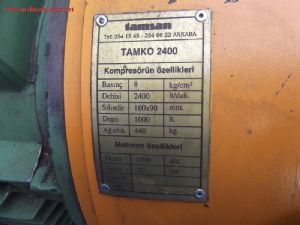 tamsan
Tel: 354 15 45 - 354 66 22 ANKARA
TAMKO 2400
Kompresörün özellikleri
Basınç 8 kg/cm²
Debisi 2400 lt/dak.
Silindir 160x90 mm.
Depo 1000 lt.
Ağırlık 440 kg.
Motorun özellikleri
d/d